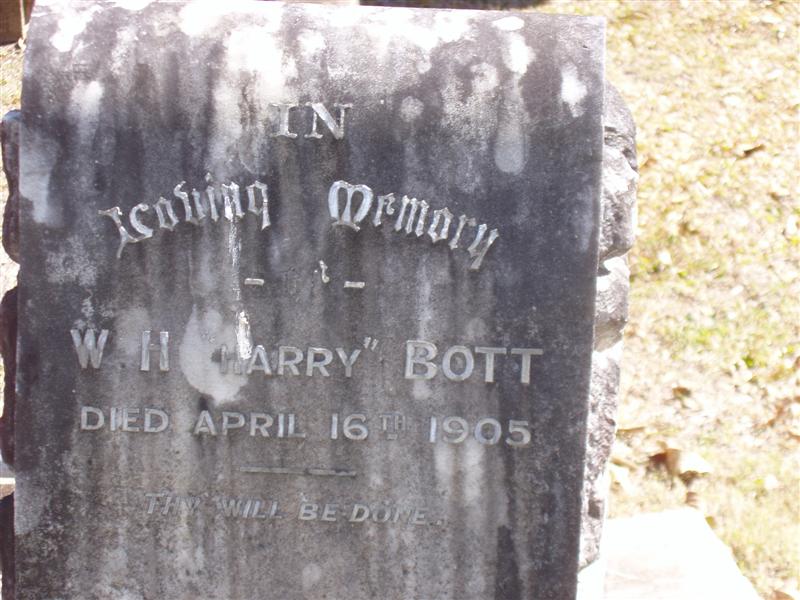 IN
Loving Memory
W H "HARRY" BOTT
DIED APRIL 16TH 1905
THY WILL BE DONE.